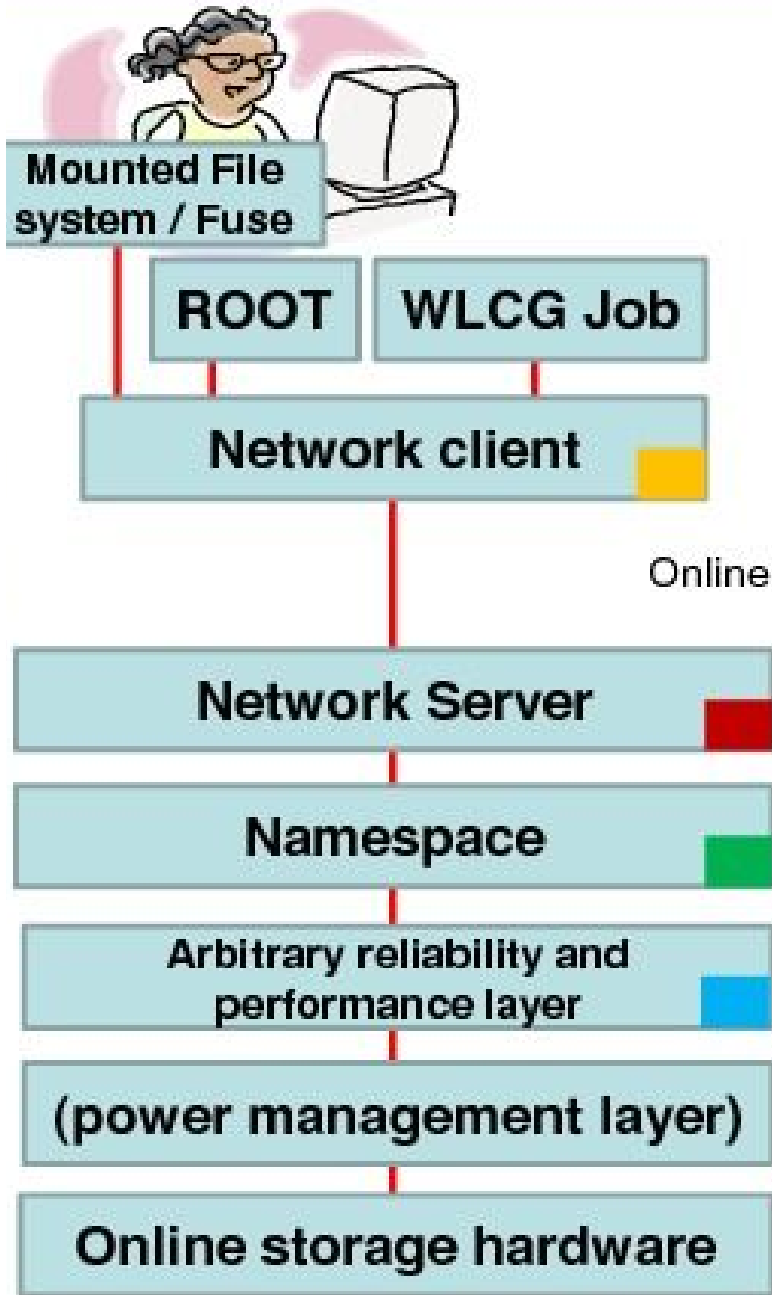 Mounted File
system / Fuse
ROOT
WLCG Job
Network client
Online
Network Server
Namespace
Arbitrary reliability and
performance layer
(power management layer)
Online storage hardware